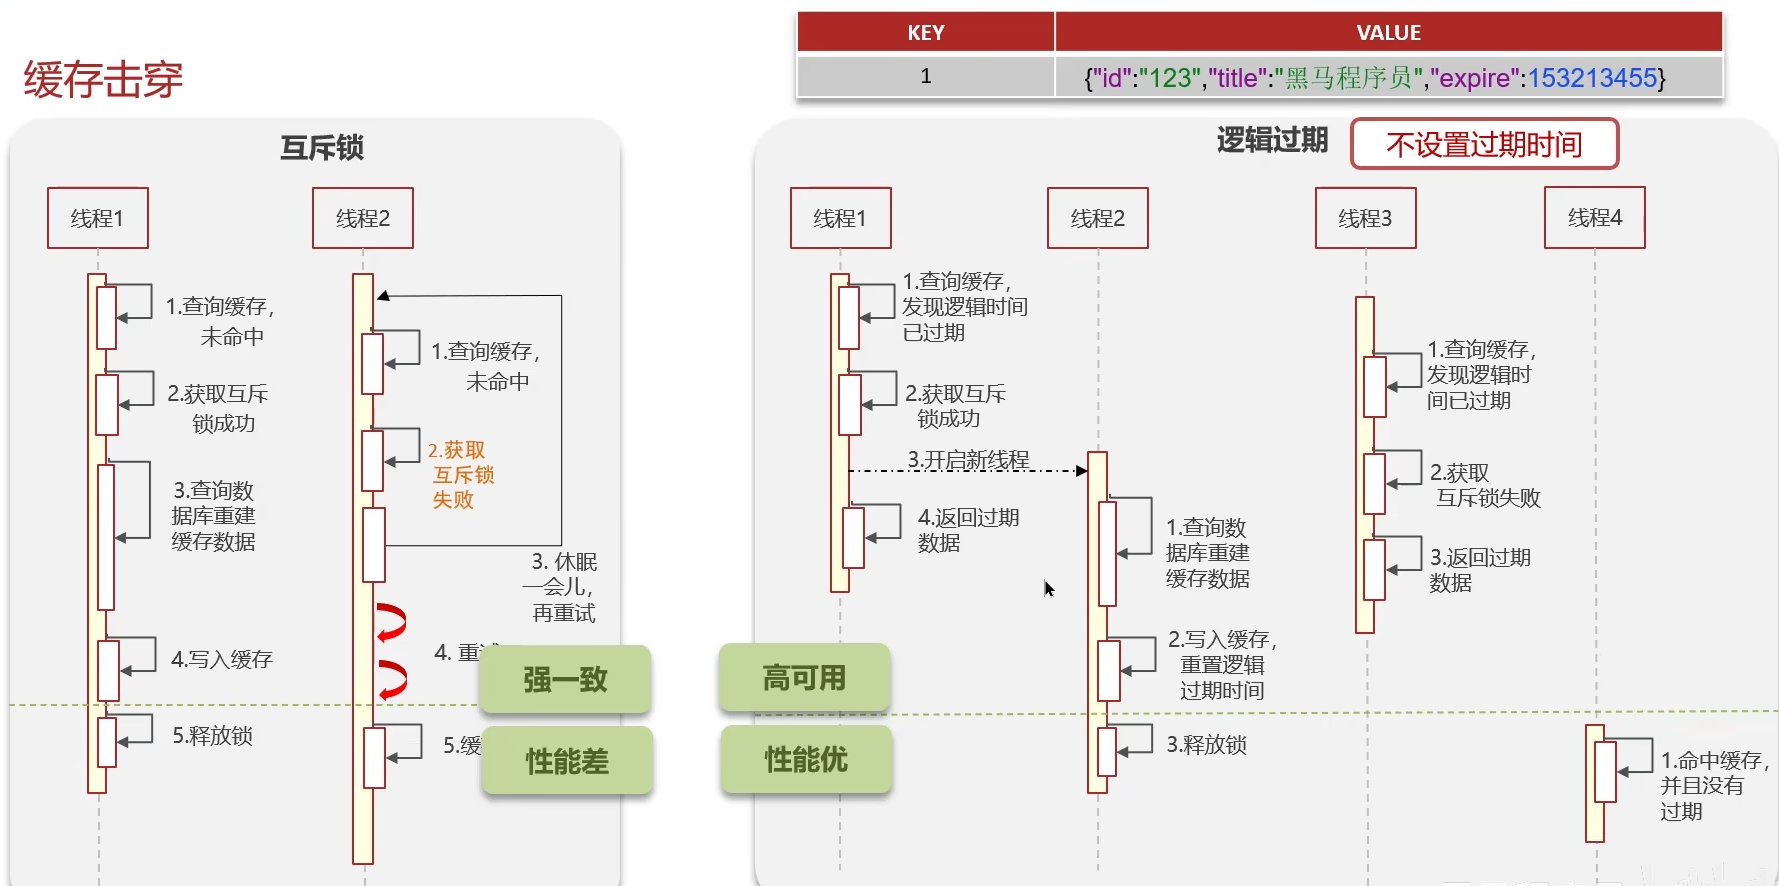 缓存击穿
KEY
VALUE
1
{"id":"123","title":"黑马程序员","expire":153213455}
互斥锁
线程1
线程2
1.查询缓存，
未命中
2.获取互斥
锁成功
3.查询数
据库重建
缓存数据
4.写入缓存
5.释放锁
1.查询缓存，
未命中
2.获取
互斥锁
失败
3. 休眠
一会儿，
再重试
4. 重
5.缓
强一致
性能差
逻辑过期
不设置过期时间
线程1
线程2
线程3
线程4
1.查询缓存，
发现逻辑时间
已过期
2.获取互斥
锁成功
3.开启新线程
4.返回过期
数据
1.查询数
据库重建
缓存数据
2.写入缓存，
重置逻辑
过期时间
3.释放锁
1.查询缓存，
发现逻辑时
间已过期
2.获取
互斥锁失败
3.返回过期
数据
1.命中缓存，
并且没有
过期
高可用
性能优